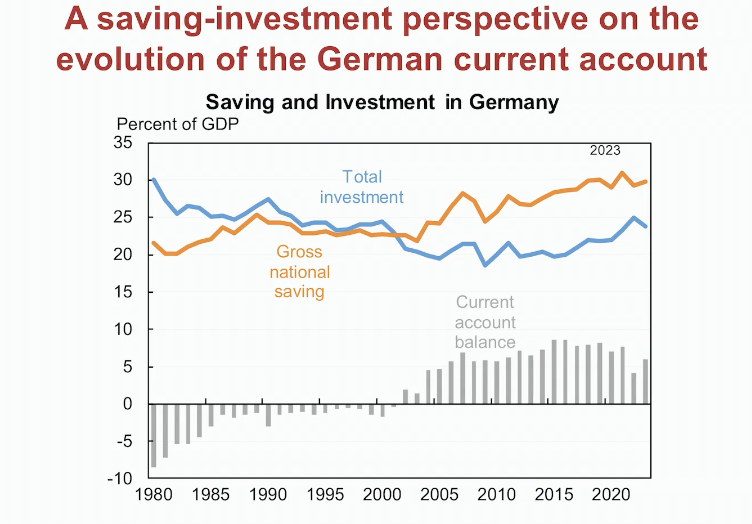 A saving-investment perspective on the
evolution of the German current account
Saving and Investment in Germany
Percent of GDP
35
30
25
20
15
10
5
0
-5
-10
2023
Total
investment
Gross
national
saving
Current
account
balance
1980 1985 1990 1995 2000 2005 2010 2015 2020